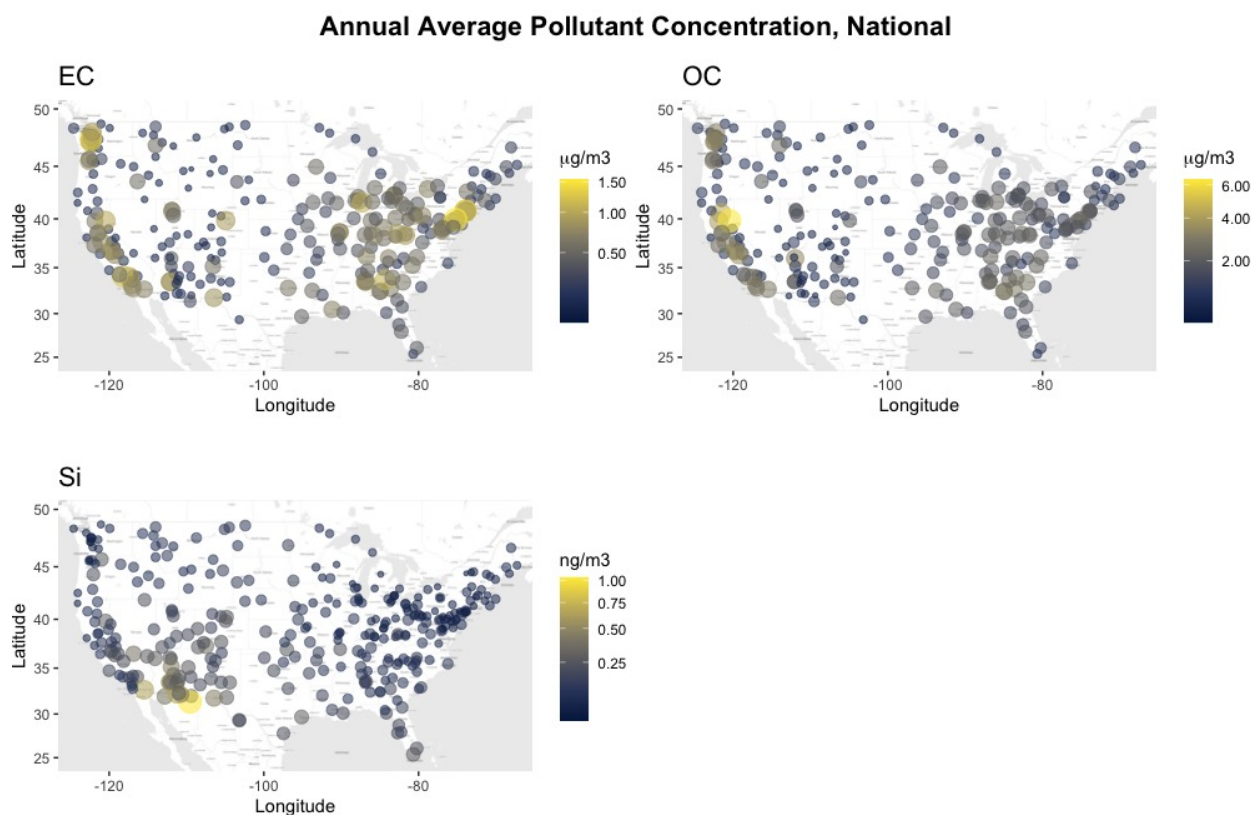 Annual Average Pollutant Concentration, National
EC
50
45
40
35
30
25
Latitude
-120
-100
-80
Longitude
μg/m3
1.50
1.00
0.50
OC
50
45
40
35
30
25
Latitude
-120
-100
-80
Longitude
μg/m3
6.00
4.00
2.00
Si
50
45
40
35
30
25
Latitude
-120
-100
-80
Longitude
ng/m3
1.00
0.75
0.50
0.25